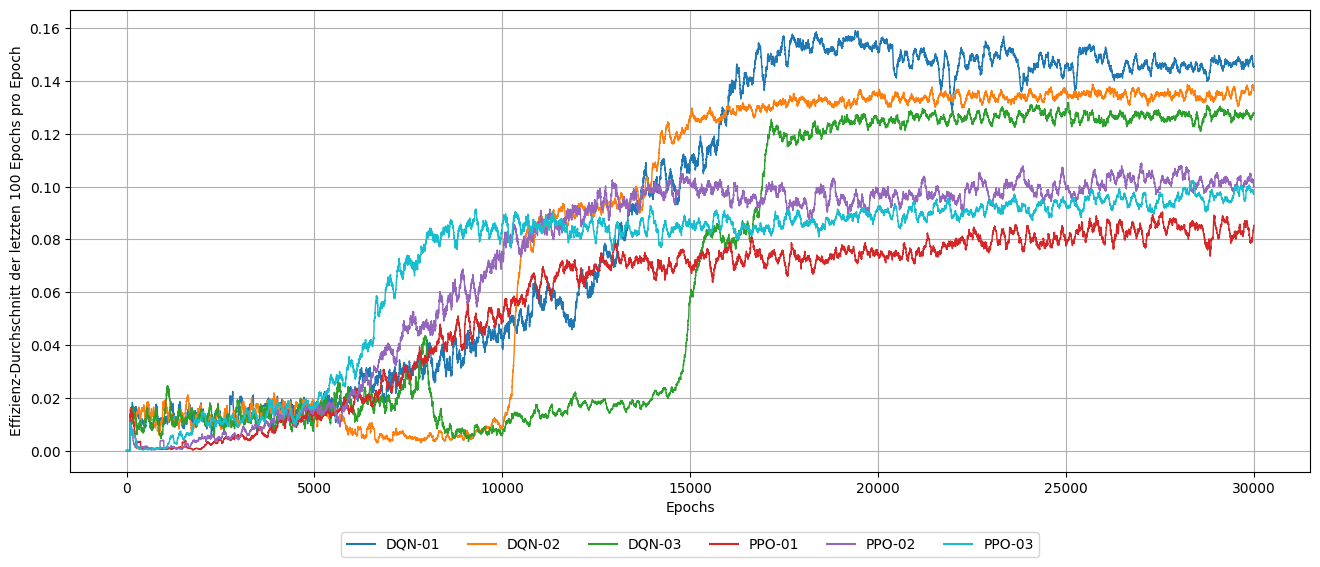 Effizienz-Durchschnitt der letzten 100 Epochs pro Epoch
0.16
0.14
0.12
0.10
0.08
0.06
0.04
0.02
0.00
0 5000 10000 15000 20000 25000 30000
Epochs
DQN-01 DQN-02 DQN-03 PPO-01 PPO-02 PPO-03